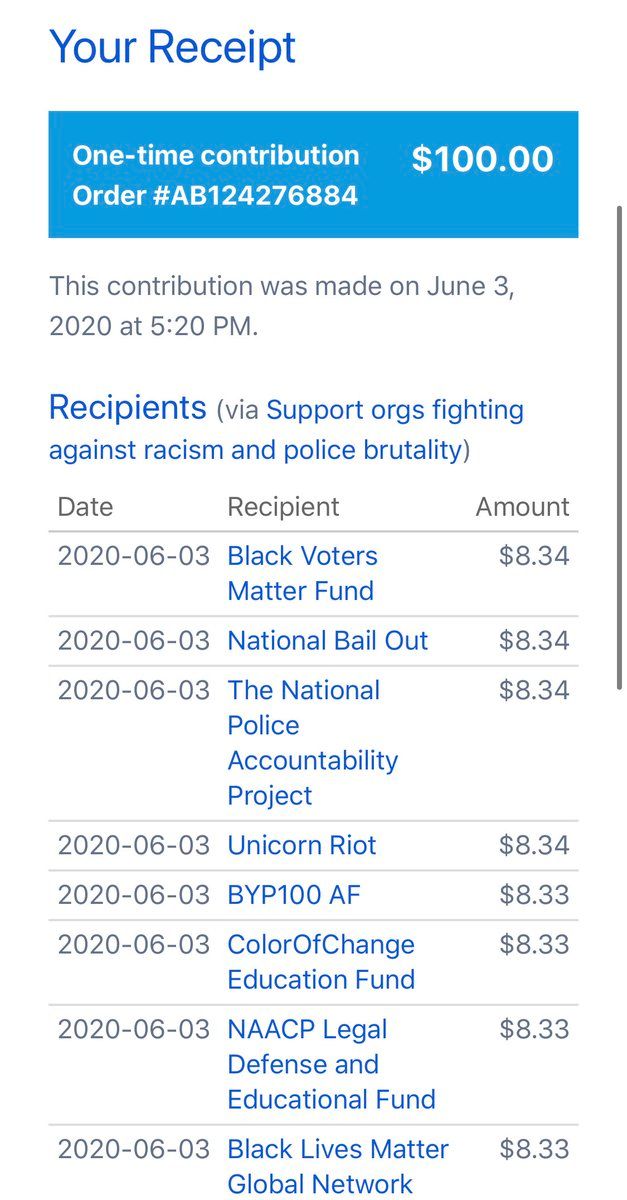 Your Receipt
One-time contribution $100.00
Order #AB124276884
This contribution was made on June 3,
2020 at 5:20 PM.
Recipients (via Support orgs fighting
against racism and police brutality)
Date Recipient Amount
2020-06-03 Black Voters $8.34
Matter Fund
2020-06-03 National Bail Out $8.34
2020-06-03 The National $8.34
Police
Accountability
Project
2020-06-03 Unicorn Riot $8.34
2020-06-03 BYP100 AF $8.33
2020-06-03 ColorOfChange $8.33
Education Fund
2020-06-03 NAACP Legal $8.33
Defense and
Educational Fund
2020-06-03 Black Lives Matter $8.33
Global Network